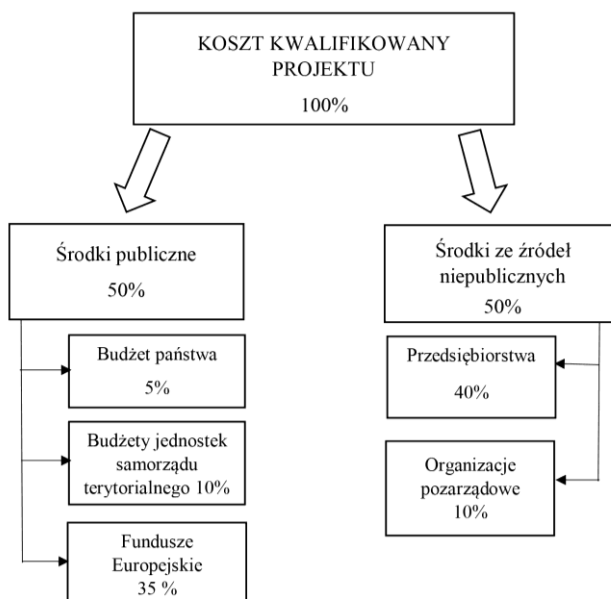 KOSZT KWALIFIKOWANY
PROJEKTU
100%
Środki publiczne
50%
Budżet państwa
5%
Budżety jednostek
samorządu
terytorialnego 10%
Fundusze
Europejskie
35 %
Środki ze źródeł
niepublicznych
50%
Przedsiębiorstwa
40%
Organizacje
pozarządowe
10%